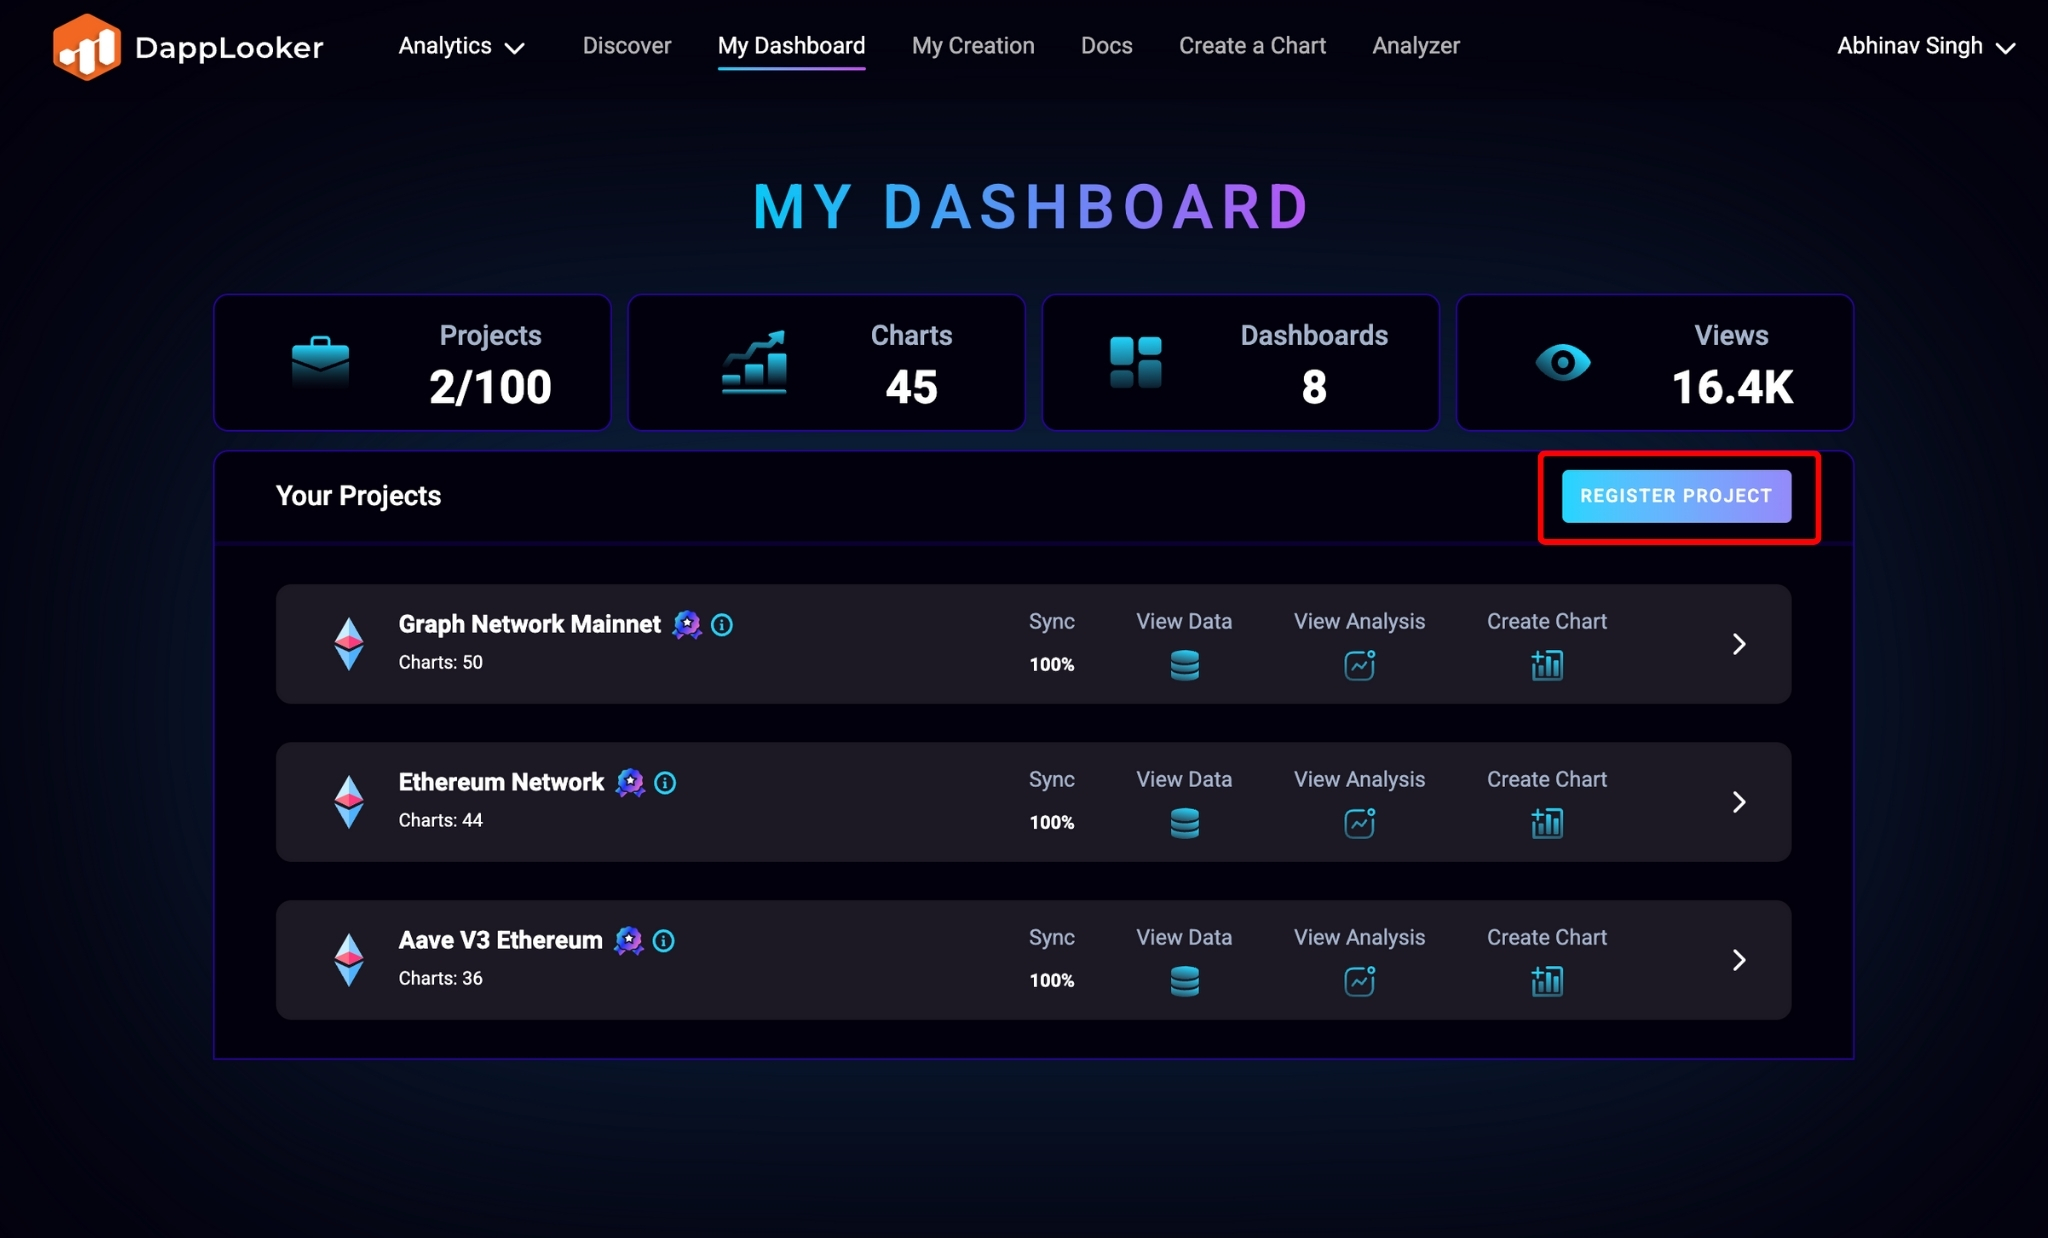 DappLooker
Analytics
Discover
My Dashboard
My Creation
Docs
Create a Chart
Analyzer
Abhinav Singh
MY DASHBOARD
Projects
2/100
Charts
45
Dashboards
8
Views
16.4K
Your Projects
REGISTER PROJECT
Graph Network Mainnet
Charts: 50
Sync
100%
View Data
View Analysis
Create Chart
Ethereum Network
Charts: 44
Sync
100%
View Data
View Analysis
Create Chart
Aave V3 Ethereum
Charts: 36
Sync
100%
View Data
View Analysis
Create Chart